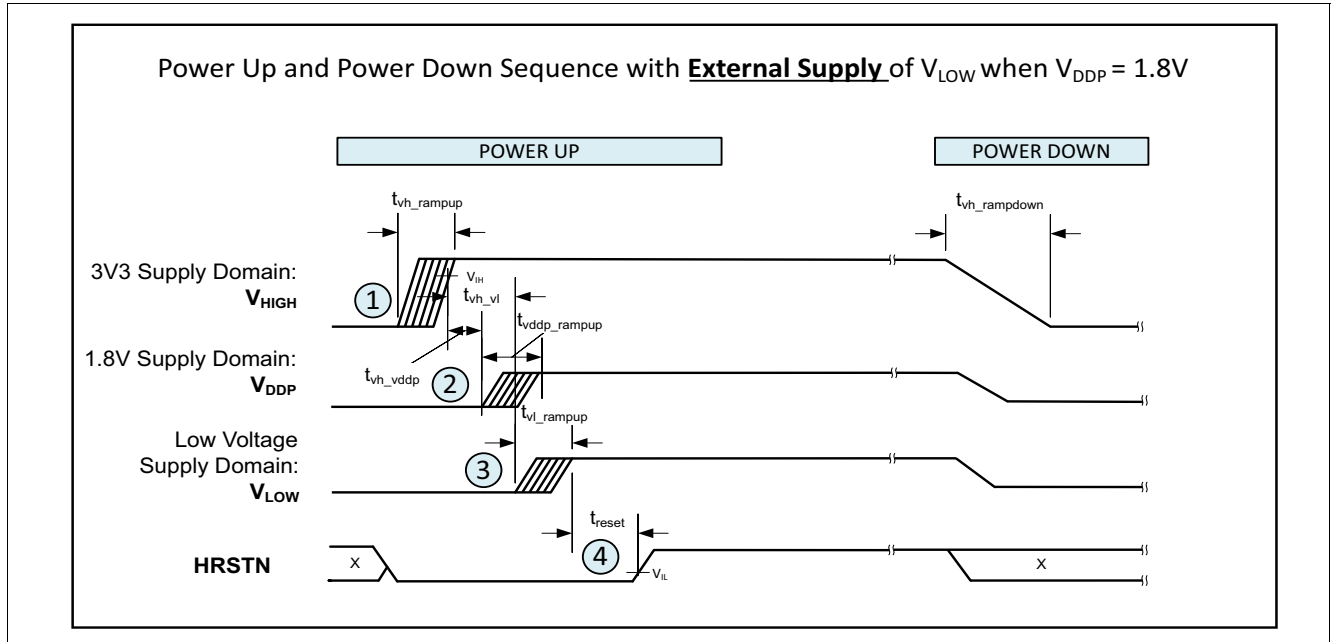 Power Up and Power Down Sequence with External Supply of VLOW when VDDP = 1.8V
POWER UP
POWER DOWN
tvh_rampup
tvh_rampdown
3V3 Supply Domain:
VHIGH
1
VIH
tvh_vl
tvddp_rampup
1.8V Supply Domain:
VDDP
tvh_vddp
2
tvl_rampup
Low Voltage
Supply Domain:
VLOW
3
treset
HRSTN
X
4
VIL
X